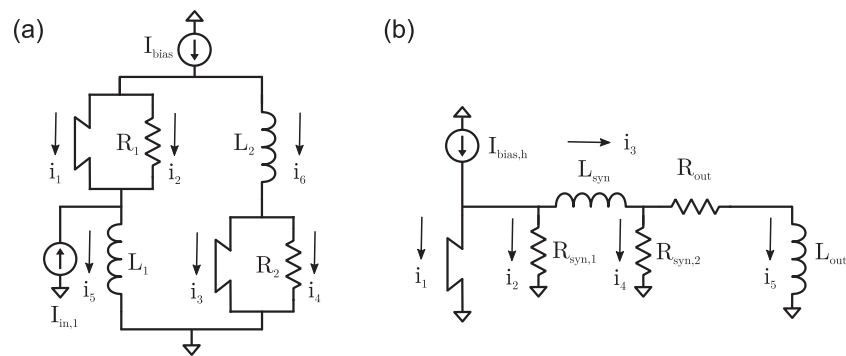 (a)
I_bias
R_1
L_2
i_1
i_2
i_6
L_1
R_2
i_5
i_3
i_4
I_in,1
(b)
I_bias,h
i_3
L_syn
R_out
i_1
i_2
R_syn,1
i_4
R_syn,2
i_5
L_out